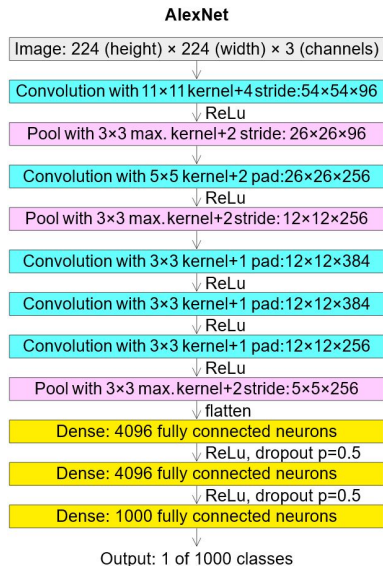 AlexNet
Image: 224 (height) × 224 (width) × 3 (channels)
Convolution with 11×11 kernel+4 stride:54×54×96
ReLu
Pool with 3×3 max. kernel+2 stride: 26×26×96
Convolution with 5×5 kernel+2 pad:26×26×256
ReLu
Pool with 3×3 max.kernel+2stride:12×12×256
Convolution with 3×3 kernel+1 pad:12×12×384
ReLu
Convolution with 3×3 kernel+1 pad:12×12×384
ReLu
Convolution with 3×3 kernel+1 pad:12×12×256
ReLu
Pool with 3×3 max.kernel+2stride:5×5×256
flatten
Dense: 4096 fully connected neurons
ReLu, dropout p=0.5
Dense: 4096 fully connected neurons
ReLu, dropout p=0.5
Dense: 1000 fully connected neurons
Output: 1 of 1000 classes